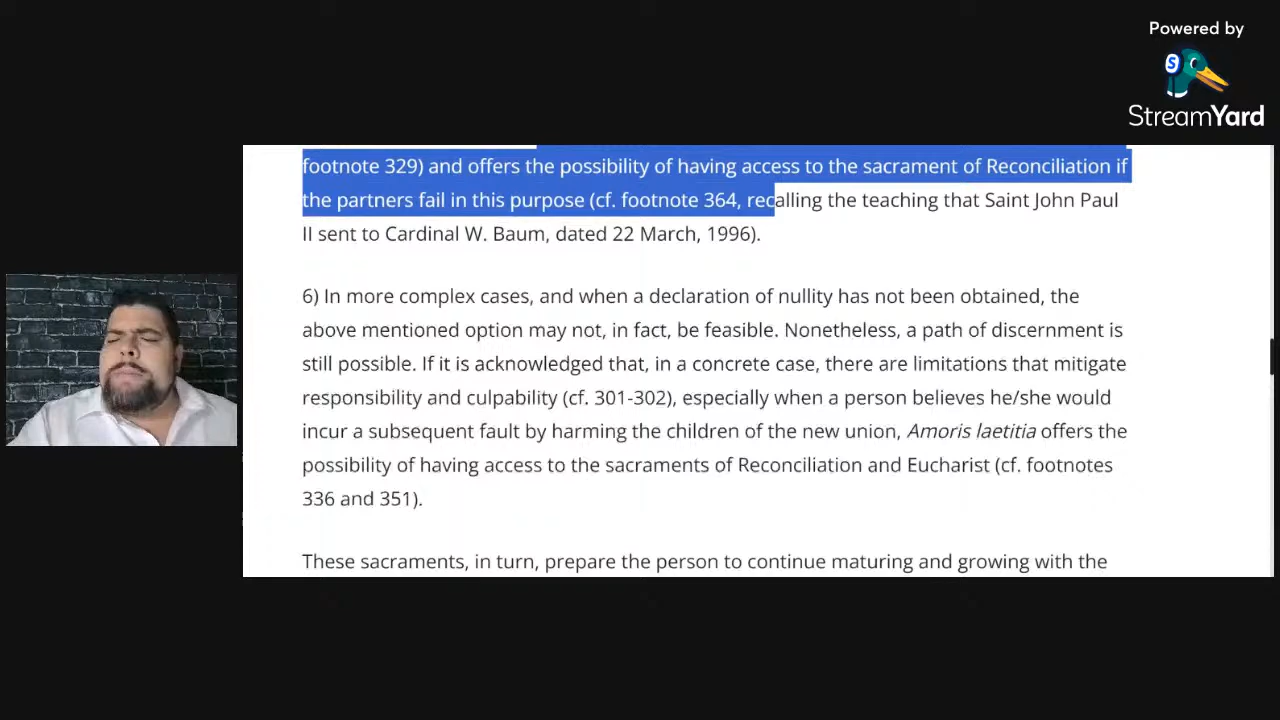 Powered by
StreamYard
footnote 329) and offers the possibility of having access to the sacrament of Reconciliation if
the partners fail in this purpose (cf. footnote 364, recalling the teaching that Saint John Paul
II sent to Cardinal W. Baum, dated 22 March, 1996).
6) In more complex cases, and when a declaration of nullity has not been obtained, the
above mentioned option may not, in fact, be feasible. Nonetheless, a path of discernment is
still possible. If it is acknowledged that, in a concrete case, there are limitations that mitigate
responsibility and culpability (cf. 301-302), especially when a person believes he/she would
incur a subsequent fault by harming the children of the new union, Amoris laetitia offers the
possibility of having access to the sacraments of Reconciliation and Eucharist (cf. footnotes
336 and 351).
These sacraments, in turn, prepare the person to continue maturing and growing with the